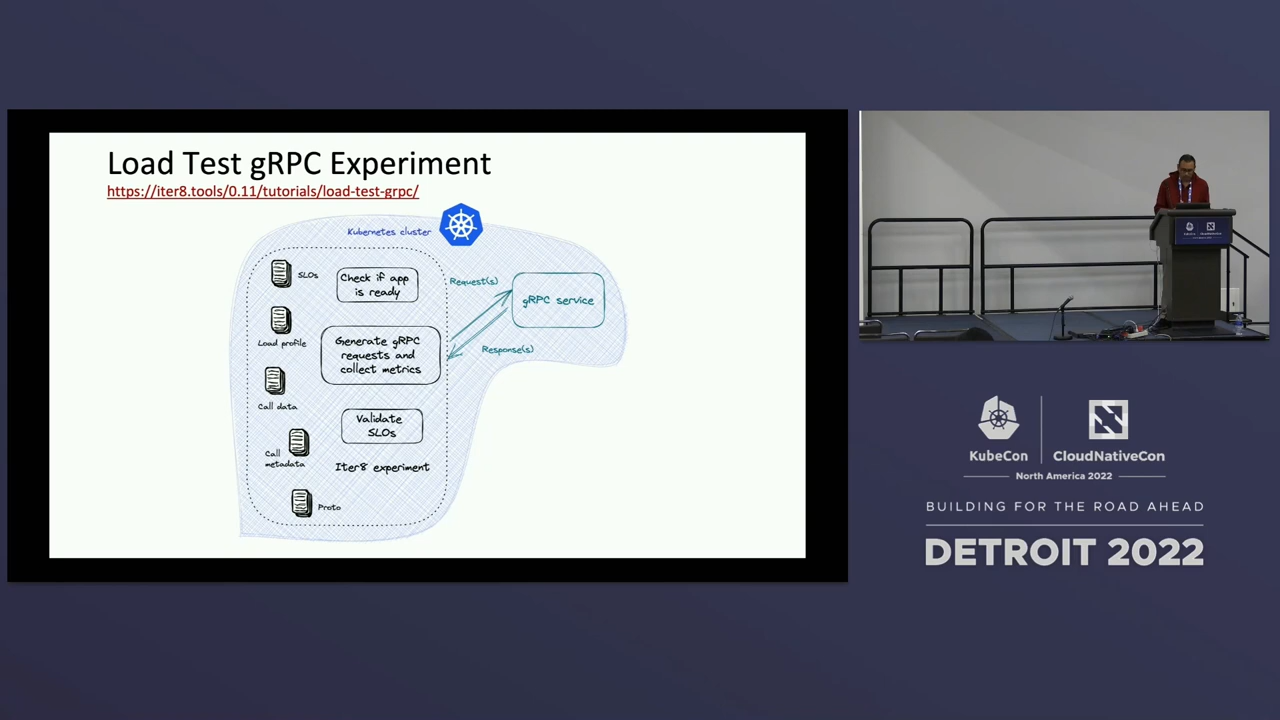 Load Test gRPC Experiment
https://iter8.tools/0.11/tutorials/load-test-grpc/
Kubernetes cluster
SLOs
Check if app
is ready
Request(s)
gRPC service
Load profile
Generate gRPC
requests and
collect metrics
Response(s)
Call data
Validate
SLOs
Call
metadata
Iter8 experiment
Proto
KubeCon
CloudNativeCon
North America 2022
BUILDING FOR THE ROAD AHEAD
DETROIT 2022